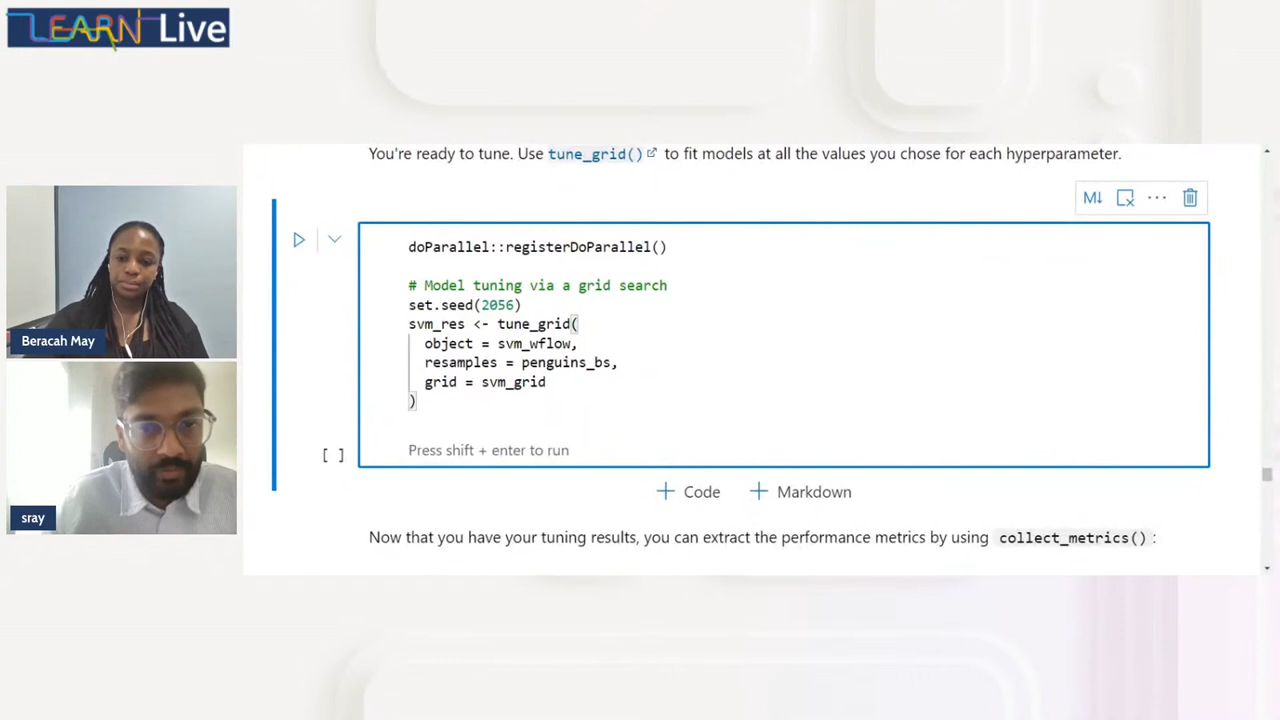 LEARN Live
You're ready to tune. Use tune_grid() to fit models at all the values you chose for each hyperparameter.
M↓
doParallel::registerDoParallel()
# Model tuning via a grid search
set.seed(2056)
svm_res <- tune_grid(
object = svm_wflow,
resamples = penguins_bs,
grid = svm_grid
)
[ ]
Press shift + enter to run
+ Code + Markdown
Now that you have your tuning results, you can extract the performance metrics by using collect_metrics():
Beracah May
sray